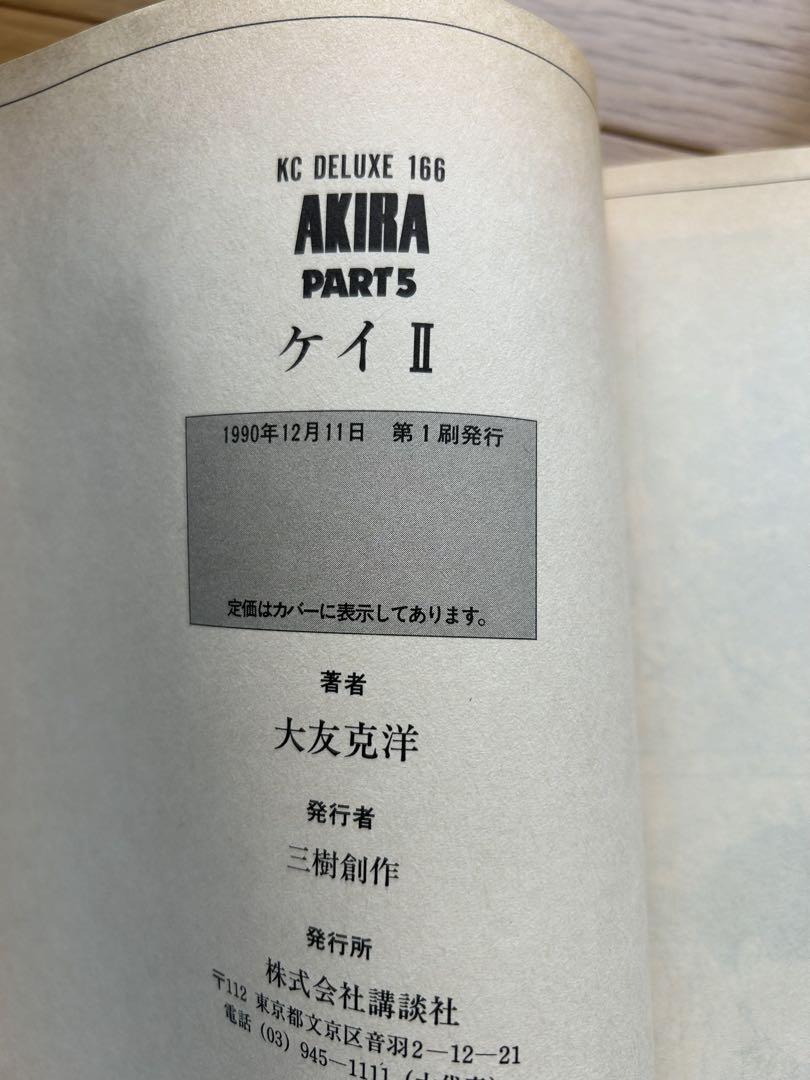 KC DELUXE 166
AKIRA
PART5
ケイⅡ
1990年12月11日　第1刷発行
定価はカバーに表示してあります。
著者
大友克洋
発行者
三樹創作
発行所
株式会社講談社
〒112 東京都文京区音羽2—12—21
電話 (03) 945—1111